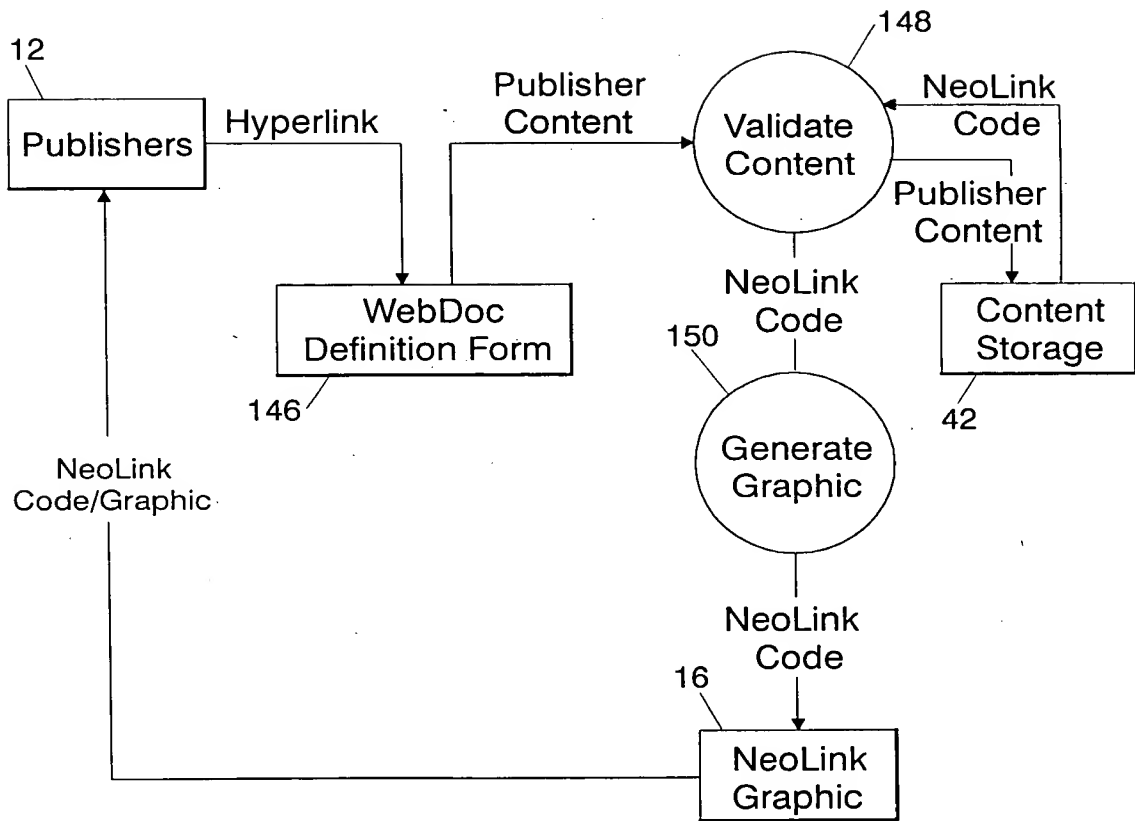 12
Publishers
Hyperlink
Publisher
Content
148
Validate
Content
NeoLink
Code
Publisher
Content
WebDoc
Definition Form
146
NeoLink
Code
Content
Storage
42
150
Generate
Graphic
NeoLink
Code/Graphic
NeoLink
Code
16
NeoLink
Graphic